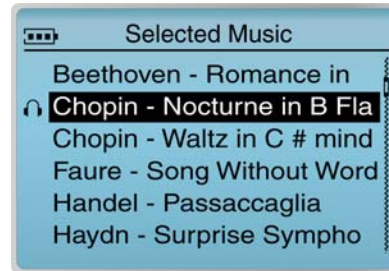 Selected Music
Beethoven - Romance in
Chopin - Nocturne in B Fla
Chopin - Waltz in C # mind
Faure - Song Without Word
Handel - Passaccaglia
Haydn - Surprise Sympho